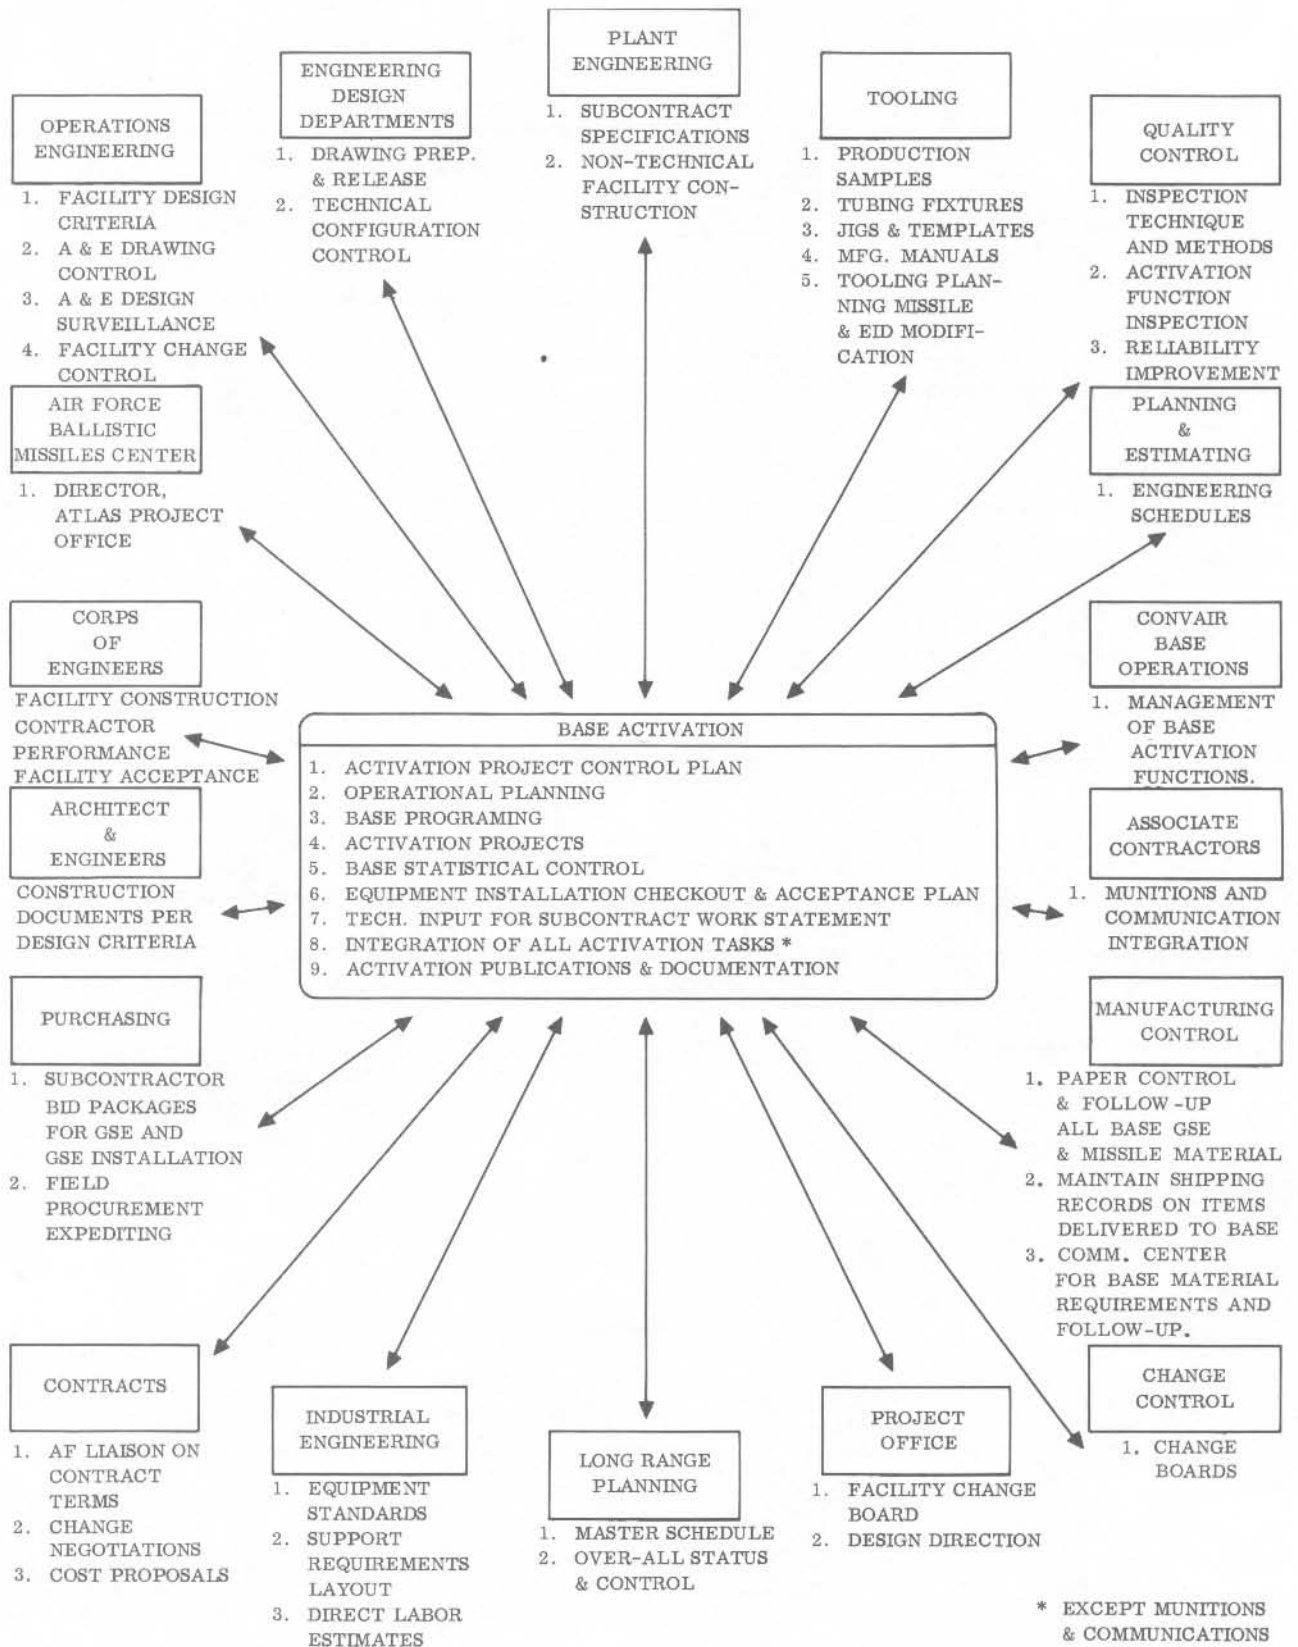 PLANT
ENGINEERING
1. SUBCONTRACT
SPECIFICATIONS
2. NON-TECHNICAL
FACILITY CON-
STRUCTION
ENGINEERING
DESIGN
DEPARTMENTS
1. DRAWING PREP.
& RELEASE
2. TECHNICAL
CONFIGURATION
CONTROL
TOOLING
1. PRODUCTION
SAMPLES
2. TUBING FIXTURES
3. JIGS & TEMPLATES
4. MFG. MANUALS
5. TOOLING PLAN-
NING MISSILE
& EID MODIFI-
CATION
OPERATIONS
ENGINEERING
1. FACILITY DESIGN
CRITERIA
2. A & E DRAWING
CONTROL
3. A & E DESIGN
SURVEILLANCE
4. FACILITY CHANGE
CONTROL
QUALITY
CONTROL
1. INSPECTION
TECHNIQUE
AND METHODS
2. ACTIVATION
FUNCTION
INSPECTION
3. RELIABILITY
IMPROVEMENT
AIR FORCE
BALLISTIC
MISSILES CENTER
1. DIRECTOR,
ATLAS PROJECT
OFFICE
PLANNING
&
ESTIMATING
1. ENGINEERING
SCHEDULES
CORPS
OF
ENGINEERS
FACILITY CONSTRUCTION
CONTRACTOR
PERFORMANCE
FACILITY ACCEPTANCE
CONVAIR
BASE
OPERATIONS
1. MANAGEMENT
OF BASE
ACTIVATION
FUNCTIONS.
BASE ACTIVATION
1. ACTIVATION PROJECT CONTROL PLAN
2. OPERATIONAL PLANNING
3. BASE PROGRAMING
4. ACTIVATION PROJECTS
5. BASE STATISTICAL CONTROL
6. EQUIPMENT INSTALLATION CHECKOUT & ACCEPTANCE PLAN
7. TECH. INPUT FOR SUBCONTRACT WORK STATEMENT
8. INTEGRATION OF ALL ACTIVATION TASKS *
9. ACTIVATION PUBLICATIONS & DOCUMENTATION
ARCHITECT
&
ENGINEERS
CONSTRUCTION
DOCUMENTS PER
DESIGN CRITERIA
ASSOCIATE
CONTRACTORS
1. MUNITIONS AND
COMMUNICATION
INTEGRATION
PURCHASING
1. SUBCONTRACTOR
BID PACKAGES
FOR GSE AND
GSE INSTALLATION
2. FIELD
PROCUREMENT
EXPEDITING
MANUFACTURING
CONTROL
1. PAPER CONTROL
& FOLLOW-UP
ALL BASE GSE
& MISSILE MATERIAL
2. MAINTAIN SHIPPING
RECORDS ON ITEMS
DELIVERED TO BASE
3. COMM. CENTER
FOR BASE MATERIAL
REQUIREMENTS AND
FOLLOW-UP.
CONTRACTS
1. AF LIAISON ON
CONTRACT
TERMS
2. CHANGE
NEGOTIATIONS
3. COST PROPOSALS
INDUSTRIAL
ENGINEERING
1. EQUIPMENT
STANDARDS
2. SUPPORT
REQUIREMENTS
LAYOUT
3. DIRECT LABOR
ESTIMATES
LONG RANGE
PLANNING
1. MASTER SCHEDULE
2. OVER-ALL STATUS
& CONTROL
PROJECT
OFFICE
1. FACILITY CHANGE
BOARD
2. DESIGN DIRECTION
CHANGE
CONTROL
1. CHANGE
BOARDS
* EXCEPT MUNITIONS
& COMMUNICATIONS